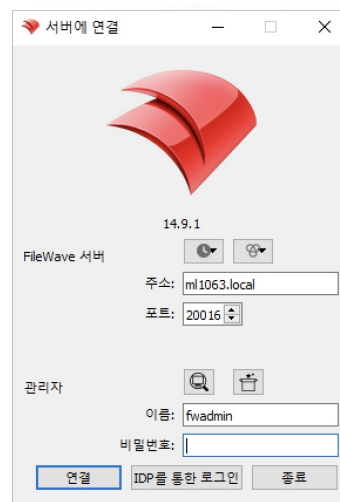 서버에 연결
14.9.1
FileWave 서버
주소: ml1063.local
포트: 20016
관리자
이름: fwadmin
비밀번호:
연결 IDP를 통한 로그인 종료